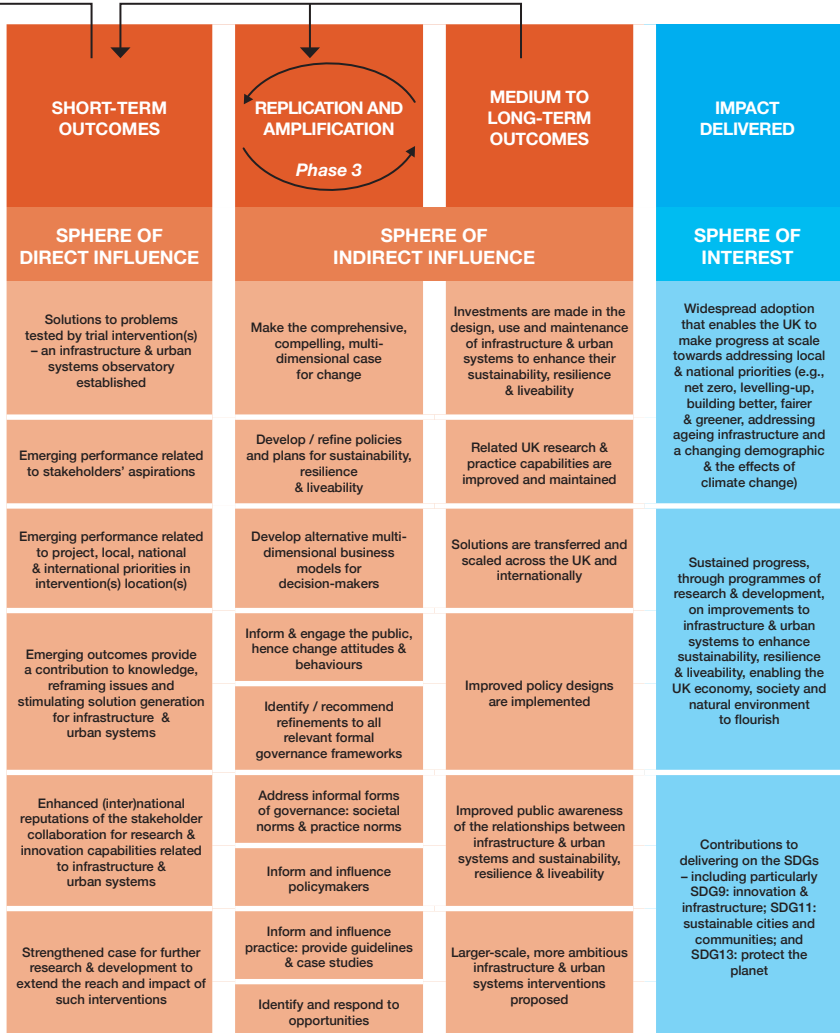 SHORT-TERM
OUTCOMES
REPLICATION AND
AMPLIFICATION
Phase 3
MEDIUM TO
LONG-TERM
OUTCOMES
IMPACT
DELIVERED
SPHERE OF
DIRECT INFLUENCE
SPHERE OF
INDIRECT INFLUENCE
SPHERE OF
INTEREST
Solutions to problems
tested by trial intervention(s)
– an infrastructure & urban
systems observatory
established
Emerging performance related
to stakeholders’ aspirations
Emerging performance related
to project, local, national
& international priorities in
intervention(s) location(s)
Emerging outcomes provide
a contribution to knowledge,
reframing issues and
stimulating solution generation
for infrastructure &
urban systems
Enhanced (inter)national
reputations of the stakeholder
collaboration for research &
innovation capabilities related
to infrastructure &
urban systems
Strengthened case for further
research & development to
extend the reach and impact of
such interventions
Make the comprehensive,
compelling, multi-
dimensional case
for change
Develop / refine policies
and plans for sustainability,
resilience
& liveability
Develop alternative multi-
dimensional business
models for
decision-makers
Inform & engage the public,
hence change attitudes &
behaviours
Identify / recommend
refinements to all
relevant formal
governance frameworks
Address informal forms
of governance: societal
norms & practice norms
Inform and influence
policymakers
Inform and influence
practice: provide guidelines
& case studies
Identify and respond to
opportunities
Investments are made in the
design, use and maintenance
of infrastructure & urban
systems to enhance their
sustainability, resilience
& liveability
Related UK research &
practice capabilities are
improved and maintained
Solutions are transferred and
scaled across the UK and
internationally
Improved policy designs
are implemented
Improved public awareness
of the relationships between
infrastructure & urban
systems and sustainability,
resilience & liveability
Larger-scale, more ambitious
infrastructure & urban
systems interventions
proposed
Widespread adoption
that enables the UK to
make progress at scale
towards addressing local
& national priorities (e.g.,
net zero, levelling-up,
building better, fairer
& greener, addressing
ageing infrastructure and
a changing demographic
& the effects of
climate change)
Sustained progress,
through programmes of
research & development,
on improvements to
infrastructure & urban
systems to enhance
sustainability, resilience
& liveability, enabling the
UK economy, society and
natural environment
to flourish
Contributions to
delivering on the SDGs
– including particularly
SDG9: innovation &
infrastructure; SDG11:
sustainable cities and
communities; and
SDG13: protect the
planet